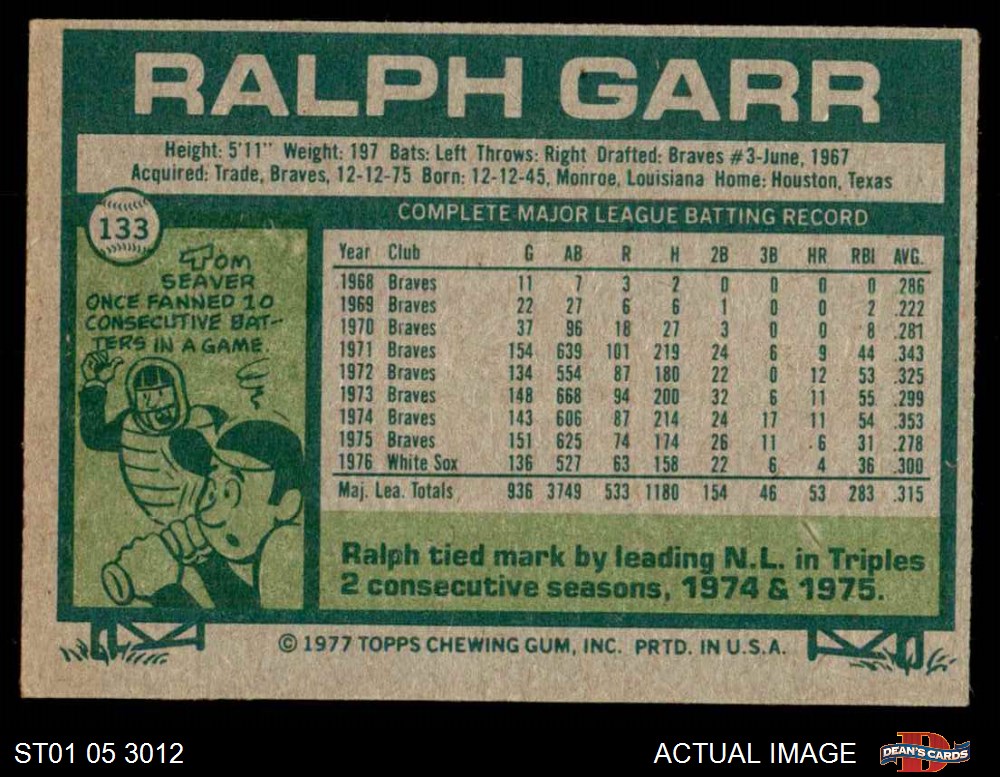 RALPH GARR
Height: 5'11" Weight: 197 Bats: Left Throws: Right Drafted: Braves #3-June, 1967
Acquired: Trade, Braves, 12-12-75 Born: 12-12-45, Monroe, Louisiana Home: Houston, Texas
133
TOM
SEAVER
ONCE FANNED 10
CONSECUTIVE BAT-
TERS IN A GAME.
COMPLETE MAJOR LEAGUE BATTING RECORD
Year Club G AB R H 2B 3B HR RBI AVG.
1968 Braves 11 7 3 2 0 0 0 0 .286
1969 Braves 22 27 6 6 1 0 0 2 .222
1970 Braves 37 96 18 27 3 0 0 8 .281
1971 Braves 154 639 101 219 24 6 9 44 .343
1972 Braves 134 554 87 180 22 0 12 53 .325
1973 Braves 148 668 94 200 32 6 11 55 .299
1974 Braves 143 606 87 214 24 17 11 54 .353
1975 Braves 151 625 74 174 26 11 6 31 .278
1976 White Sox 136 527 63 158 22 6 4 36 .300
Maj. Lea. Totals 936 3749 533 1180 154 46 53 283 .315
Ralph tied mark by leading N.L. in Triples
2 consecutive seasons, 1974 & 1975.
© 1977 TOPPS CHEWING GUM, INC. PRTD. IN U.S.A.
ST01 05 3012
ACTUAL IMAGE
D
DEAN'S CARDS